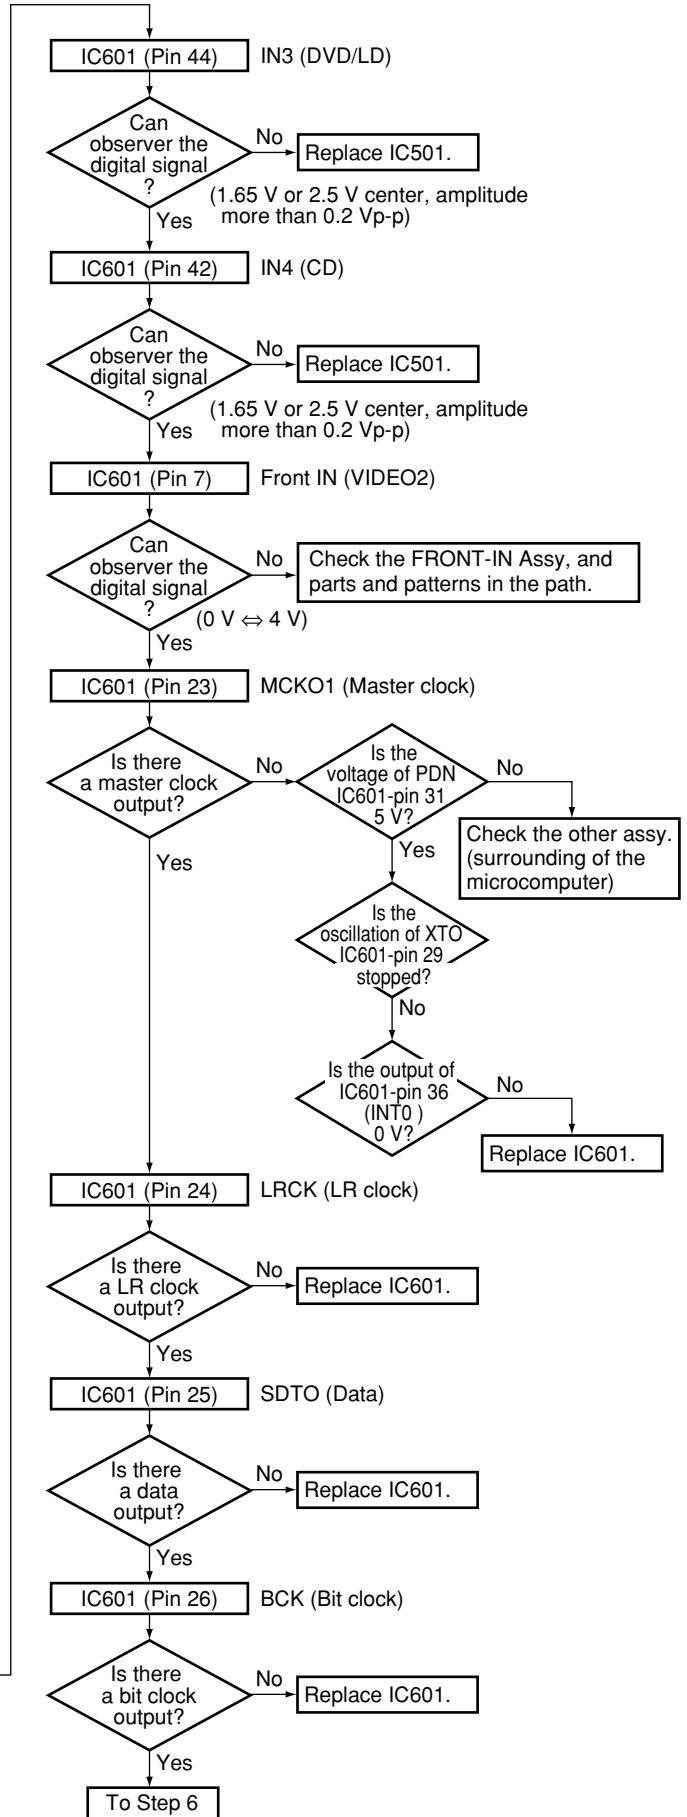 IC601 (Pin 44)
IN3 (DVD/LD)
Can
observer the
digital signal
?
No
Replace IC501.
(1.65 V or 2.5 V center, amplitude
more than 0.2 Vp-p)
Yes
IC601 (Pin 42)
IN4 (CD)
Can
observer the
digital signal
?
No
Replace IC501.
(1.65 V or 2.5 V center, amplitude
more than 0.2 Vp-p)
Yes
IC601 (Pin 7)
Front IN (VIDEO2)
Can
observer the
digital signal
?
No
Check the FRONT-IN Assy, and
parts and patterns in the path.
(0 V ⇔ 4 V)
Yes
IC601 (Pin 23)
MCKO1 (Master clock)
Is there
a master clock
output?
No
Is the
voltage of PDN
IC601-pin 31
5 V?
No
Check the other assy.
(surrounding of the
microcomputer)
Yes
Yes
Is the
oscillation of XTO
IC601-pin 29
stopped?
No
Is the output of
IC601-pin 36
(INT0 )
0 V?
No
Replace IC601.
IC601 (Pin 24)
LRCK (LR clock)
Is there
a LR clock
output?
No
Replace IC601.
Yes
IC601 (Pin 25)
SDTO (Data)
Is there
a data
output?
No
Replace IC601.
Yes
IC601 (Pin 26)
BCK (Bit clock)
Is there
a bit clock
output?
No
Replace IC601.
Yes
To Step 6